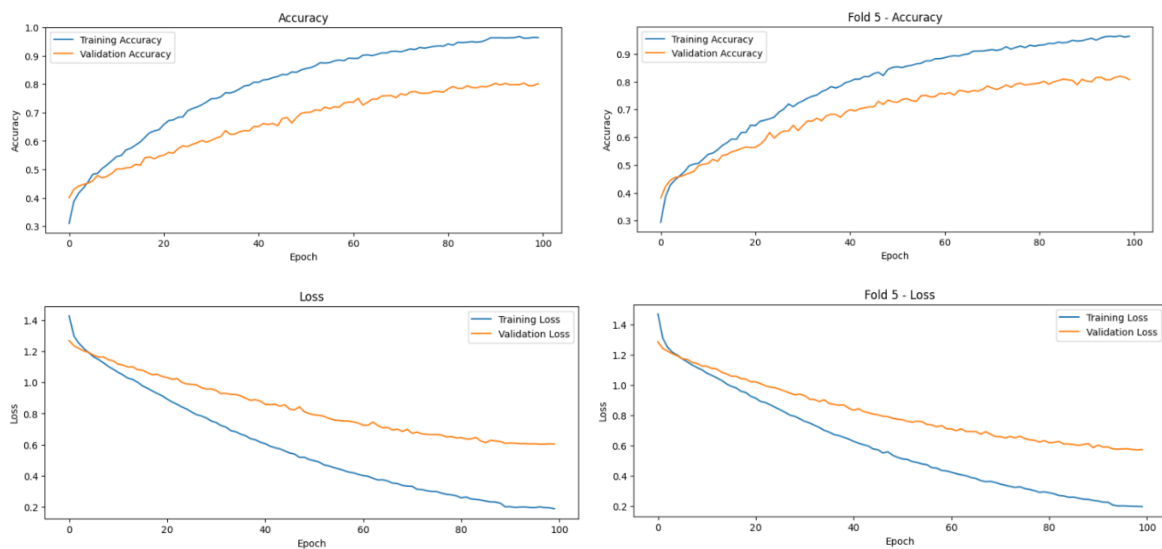 Accuracy
Training Accuracy
Validation Accuracy
1.0
0.9
0.8
0.7
0.6
0.5
0.4
0.3
Accuracy
0 20 40 60 80 100
Epoch
Fold 5 - Accuracy
Training Accuracy
Validation Accuracy
0.9
0.8
0.7
0.6
0.5
0.4
0.3
Accuracy
0 20 40 60 80 100
Epoch
Loss
Training Loss
Validation Loss
1.4
1.2
1.0
0.8
0.6
0.4
0.2
Loss
0 20 40 60 80 100
Epoch
Fold 5 - Loss
Training Loss
Validation Loss
1.4
1.2
1.0
0.8
0.6
0.4
0.2
Loss
0 20 40 60 80 100
Epoch